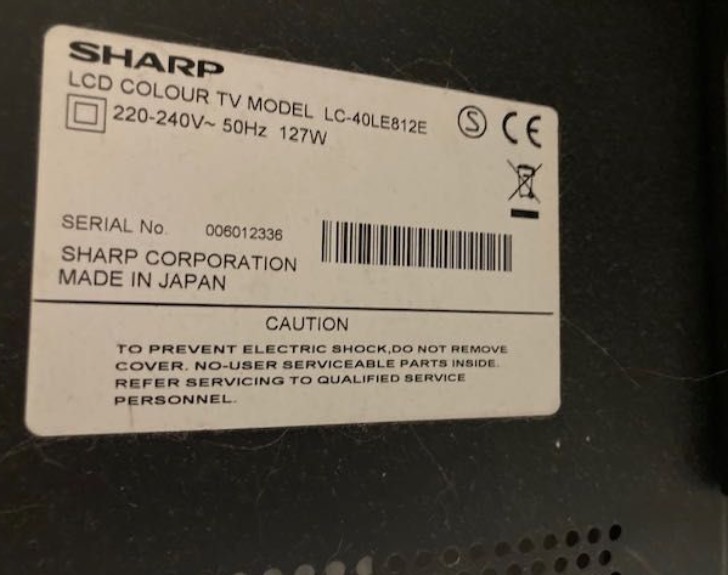 SHARP
LCD COLOUR TV MODEL LC-40LE812E
220-240V~ 50Hz 127W
S CE
SERIAL No. 006012336
SHARP CORPORATION
MADE IN JAPAN
CAUTION
TO PREVENT ELECTRIC SHOCK,DO NOT REMOVE
COVER. NO-USER SERVICEABLE PARTS INSIDE.
REFER SERVICING TO QUALIFIED SERVICE
PERSONNEL.